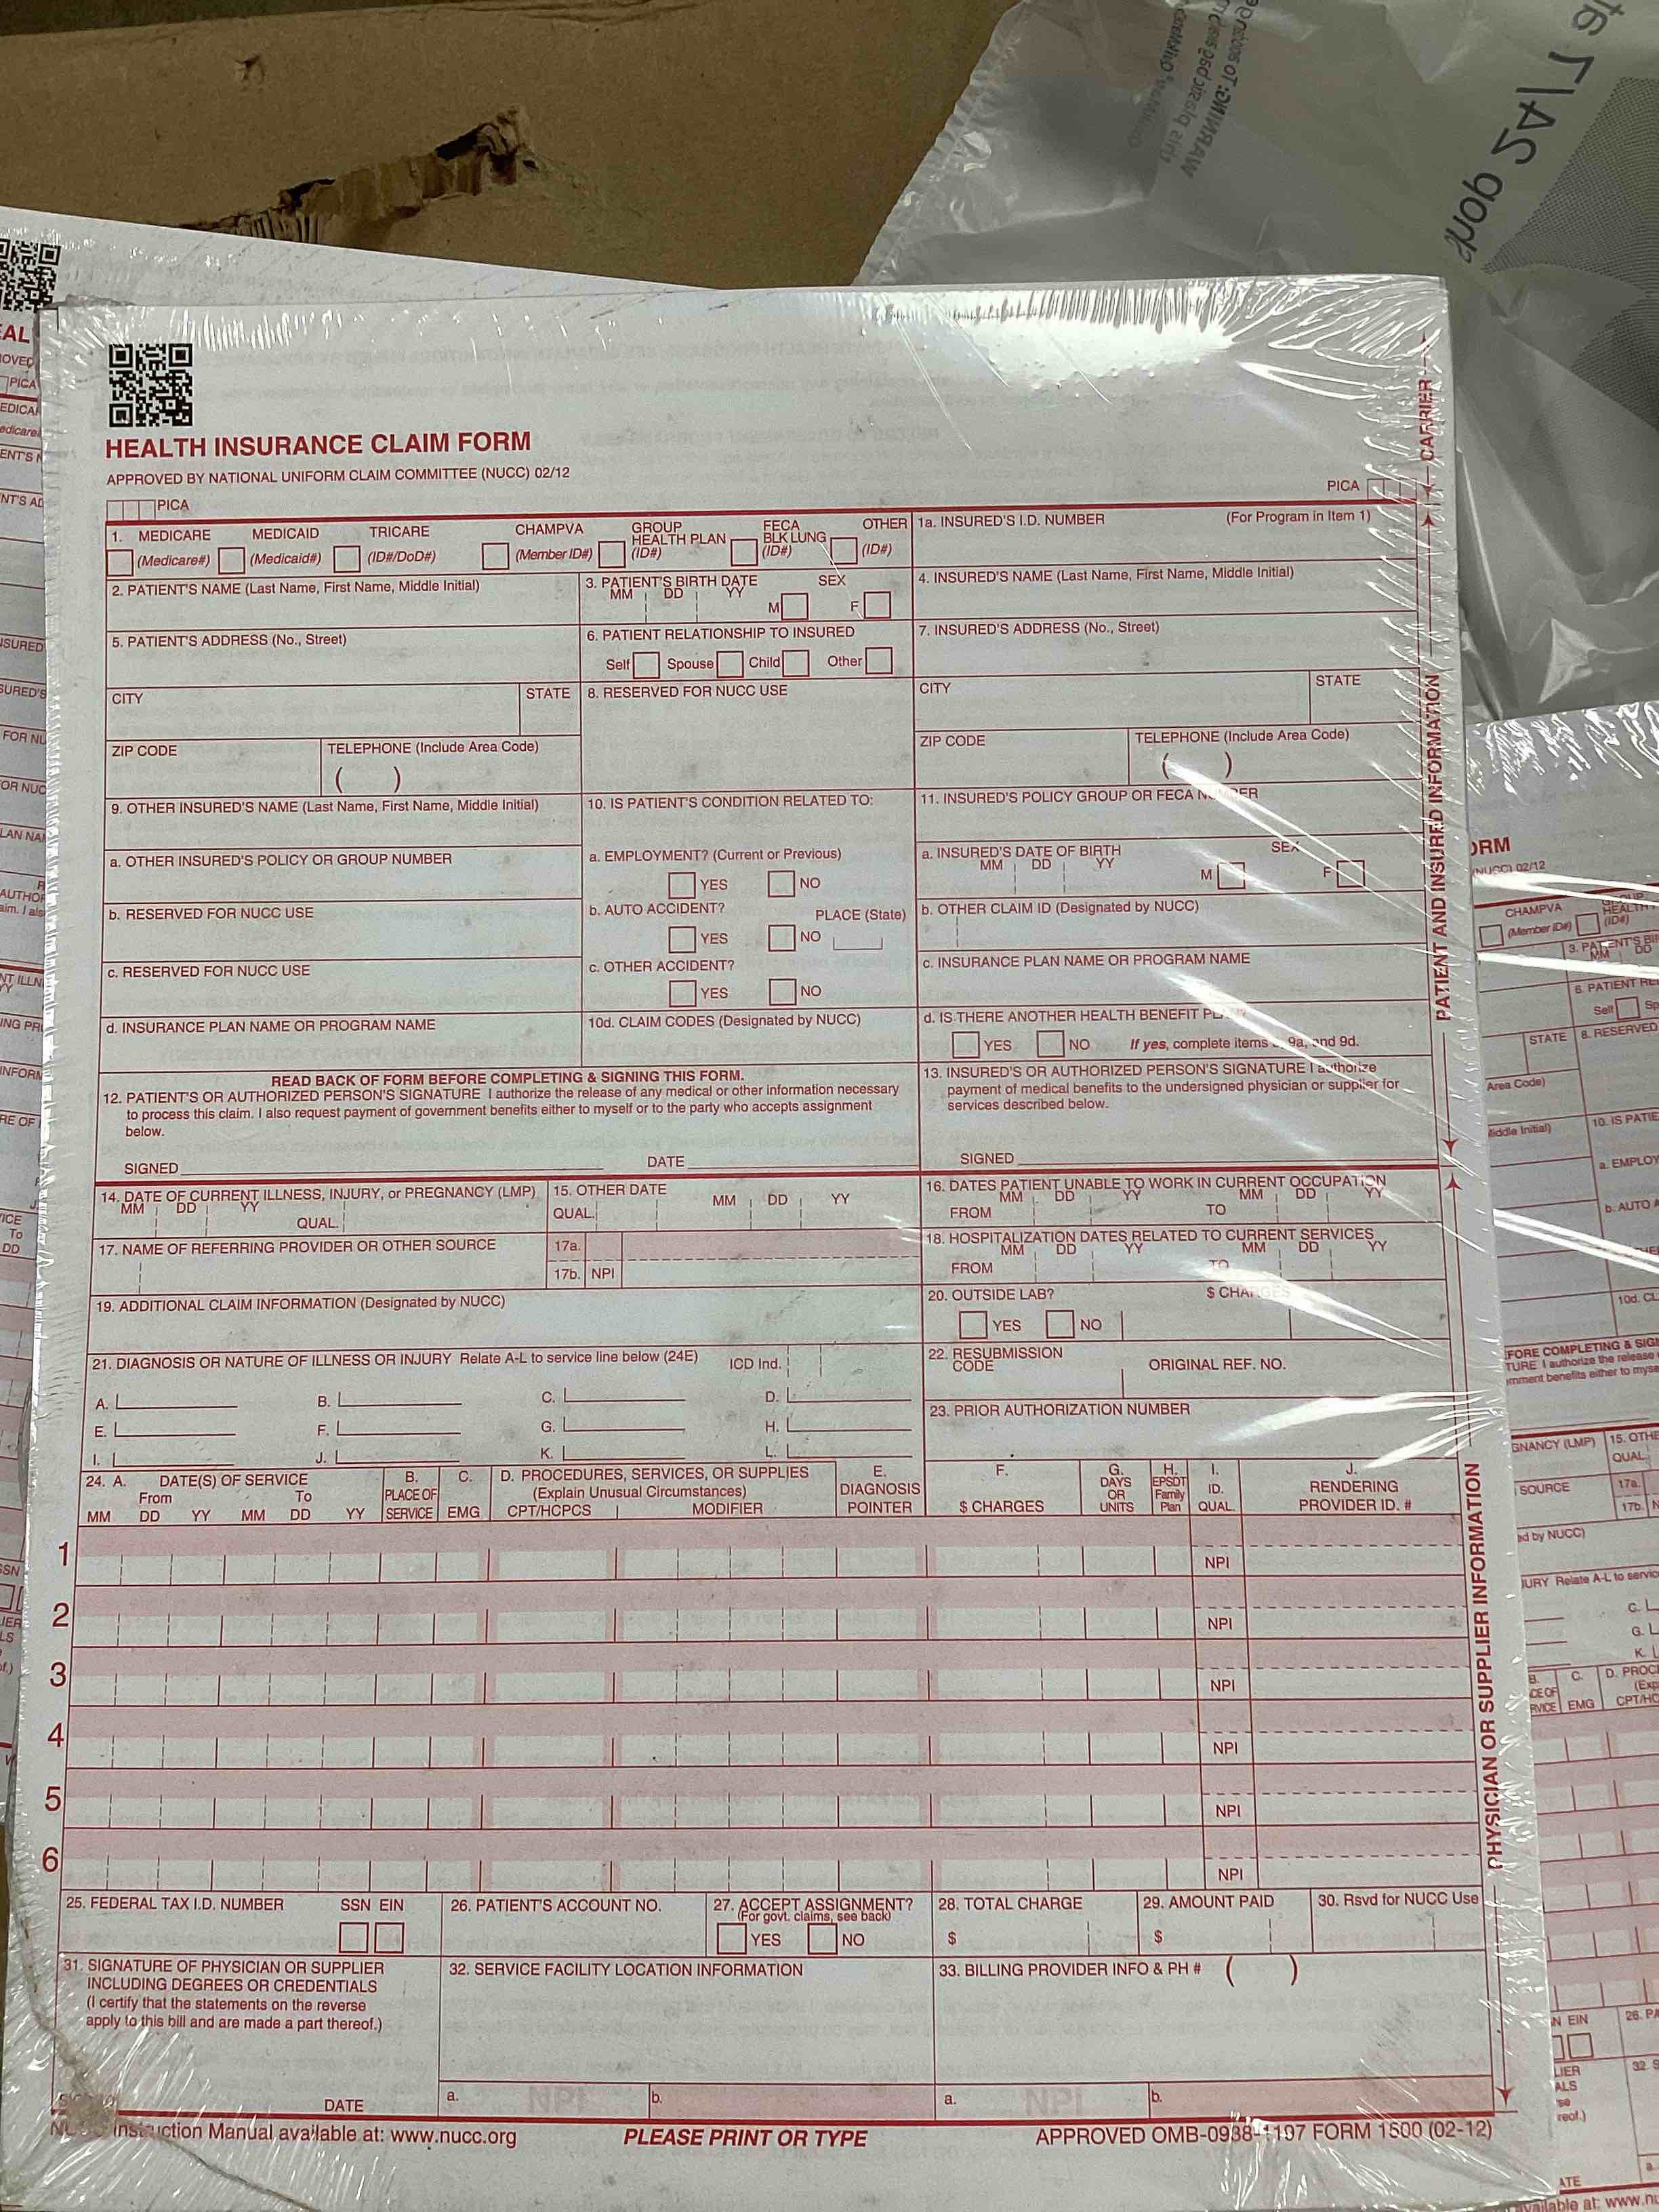 HEALTH INSURANCE CLAIM FORM
APPROVED BY NATIONAL UNIFORM CLAIM COMMITTEE (NUCC) 02/12
PICA
PICA
CARRIER
1. MEDICARE MEDICAID TRICARE CHAMPVA GROUP HEALTH PLAN FECA BLK LUNG OTHER
(Medicare#) (Medicaid#) (ID#/DoD#) (Member ID#) (ID#) (ID#) (ID#)
1a. INSURED'S I.D. NUMBER (For Program in Item 1)
2. PATIENT'S NAME (Last Name, First Name, Middle Initial)
3. PATIENT'S BIRTH DATE SEX
MM DD YY M F
4. INSURED'S NAME (Last Name, First Name, Middle Initial)
5. PATIENT'S ADDRESS (No., Street)
6. PATIENT RELATIONSHIP TO INSURED
Self Spouse Child Other
7. INSURED'S ADDRESS (No., Street)
CITY STATE
8. RESERVED FOR NUCC USE
CITY STATE
ZIP CODE TELEPHONE (Include Area Code)
( )
ZIP CODE TELEPHONE (Include Area Code)
( )
9. OTHER INSURED'S NAME (Last Name, First Name, Middle Initial)
10. IS PATIENT'S CONDITION RELATED TO:
11. INSURED'S POLICY GROUP OR FECA NUMBER
a. OTHER INSURED'S POLICY OR GROUP NUMBER
a. EMPLOYMENT? (Current or Previous)
YES NO
a. INSURED'S DATE OF BIRTH SEX
MM DD YY M F
b. RESERVED FOR NUCC USE
b. AUTO ACCIDENT? PLACE (State)
YES NO
b. OTHER CLAIM ID (Designated by NUCC)
c. RESERVED FOR NUCC USE
c. OTHER ACCIDENT?
YES NO
c. INSURANCE PLAN NAME OR PROGRAM NAME
d. INSURANCE PLAN NAME OR PROGRAM NAME
10d. CLAIM CODES (Designated by NUCC)
d. IS THERE ANOTHER HEALTH BENEFIT PLAN?
YES NO If yes, complete items 9, 9a, and 9d.
READ BACK OF FORM BEFORE COMPLETING & SIGNING THIS FORM.
12. PATIENT'S OR AUTHORIZED PERSON'S SIGNATURE I authorize the release of any medical or other information necessary
to process this claim. I also request payment of government benefits either to myself or to the party who accepts assignment
below.
SIGNED DATE
13. INSURED'S OR AUTHORIZED PERSON'S SIGNATURE I authorize
payment of medical benefits to the undersigned physician or supplier for
services described below.
SIGNED
PATIENT AND INSURED INFORMATION
14. DATE OF CURRENT ILLNESS, INJURY, or PREGNANCY (LMP)
MM DD YY QUAL.
15. OTHER DATE
QUAL. MM DD YY
16. DATES PATIENT UNABLE TO WORK IN CURRENT OCCUPATION
MM DD YY MM DD YY
FROM TO
17. NAME OF REFERRING PROVIDER OR OTHER SOURCE
17a.
17b. NPI
18. HOSPITALIZATION DATES RELATED TO CURRENT SERVICES
MM DD YY MM DD YY
FROM TO
19. ADDITIONAL CLAIM INFORMATION (Designated by NUCC)
20. OUTSIDE LAB? $ CHARGES
YES NO
21. DIAGNOSIS OR NATURE OF ILLNESS OR INJURY Relate A-L to service line below (24E) ICD Ind.
A. B. C. D.
E. F. G. H.
I. J. K. L.
22. RESUBMISSION
CODE ORIGINAL REF. NO.
23. PRIOR AUTHORIZATION NUMBER
24. A. DATE(S) OF SERVICE
From To
MM DD YY MM DD YY
B.
PLACE OF
SERVICE
C.
EMG
D. PROCEDURES, SERVICES, OR SUPPLIES
(Explain Unusual Circumstances)
CPT/HCPCS MODIFIER
E.
DIAGNOSIS
POINTER
F.
$ CHARGES
G.
DAYS
OR
UNITS
H.
EPSDT
Family
Plan
I.
ID.
QUAL.
J.
RENDERING
PROVIDER ID. #
1 NPI
2 NPI
3 NPI
4 NPI
5 NPI
6 NPI
PHYSICIAN OR SUPPLIER INFORMATION
25. FEDERAL TAX I.D. NUMBER SSN EIN
26. PATIENT'S ACCOUNT NO.
27. ACCEPT ASSIGNMENT?
(For govt. claims, see back)
YES NO
28. TOTAL CHARGE
$
29. AMOUNT PAID
$
30. Rsvd for NUCC Use
31. SIGNATURE OF PHYSICIAN OR SUPPLIER
INCLUDING DEGREES OR CREDENTIALS
(I certify that the statements on the reverse
apply to this bill and are made a part thereof.)
DATE
32. SERVICE FACILITY LOCATION INFORMATION
a. NPI b.
33. BILLING PROVIDER INFO & PH # ( )
a. NPI b.
NUCC Instruction Manual available at: www.nucc.org
PLEASE PRINT OR TYPE
APPROVED OMB-0938-1197 FORM 1500 (02-12)